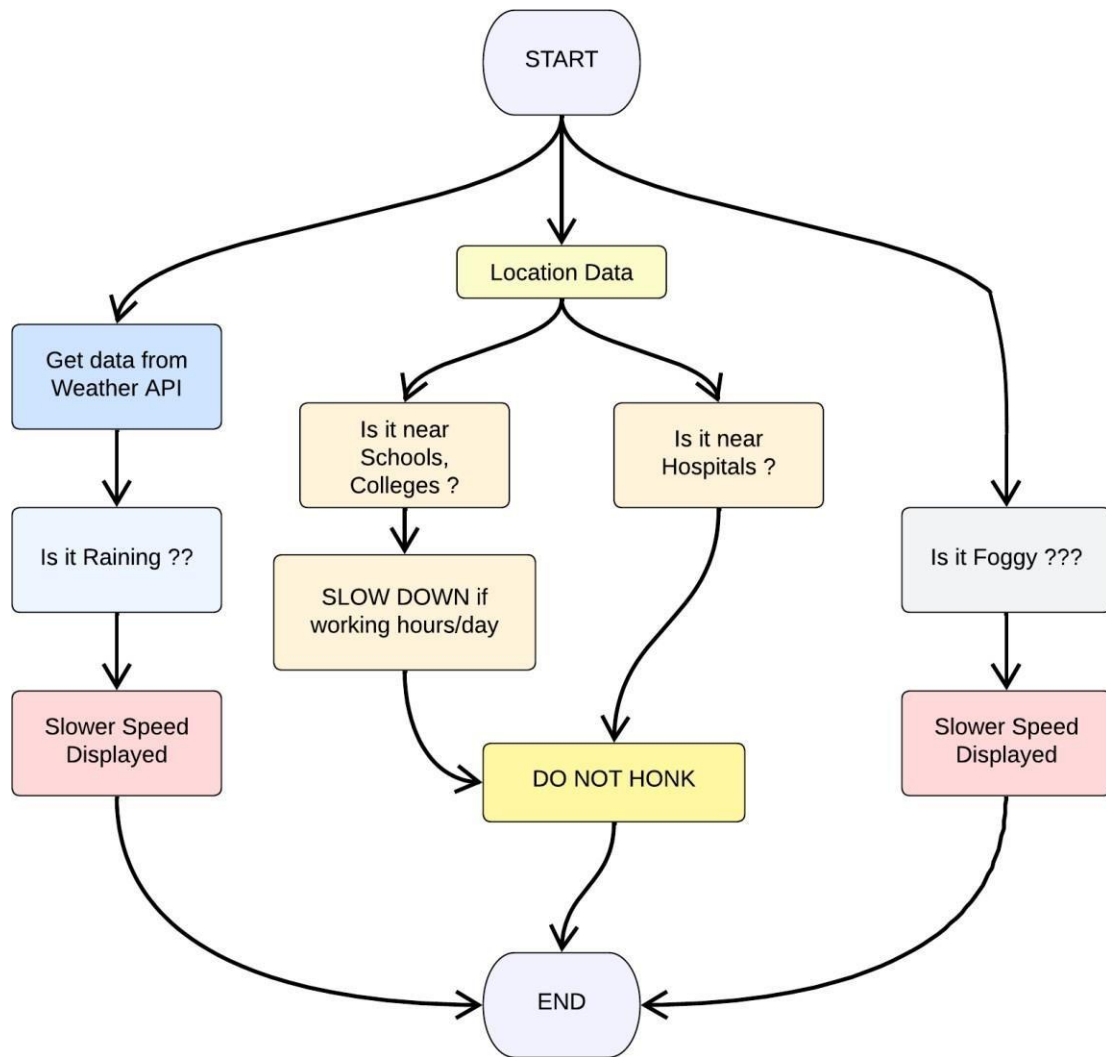 START
Location Data
Get data from
Weather API
Is it near
Schools,
Colleges ?
Is it near
Hospitals ?
Is it Raining ??
Is it Foggy ???
SLOW DOWN if
working hours/day
Slower Speed
Displayed
DO NOT HONK
Slower Speed
Displayed
END